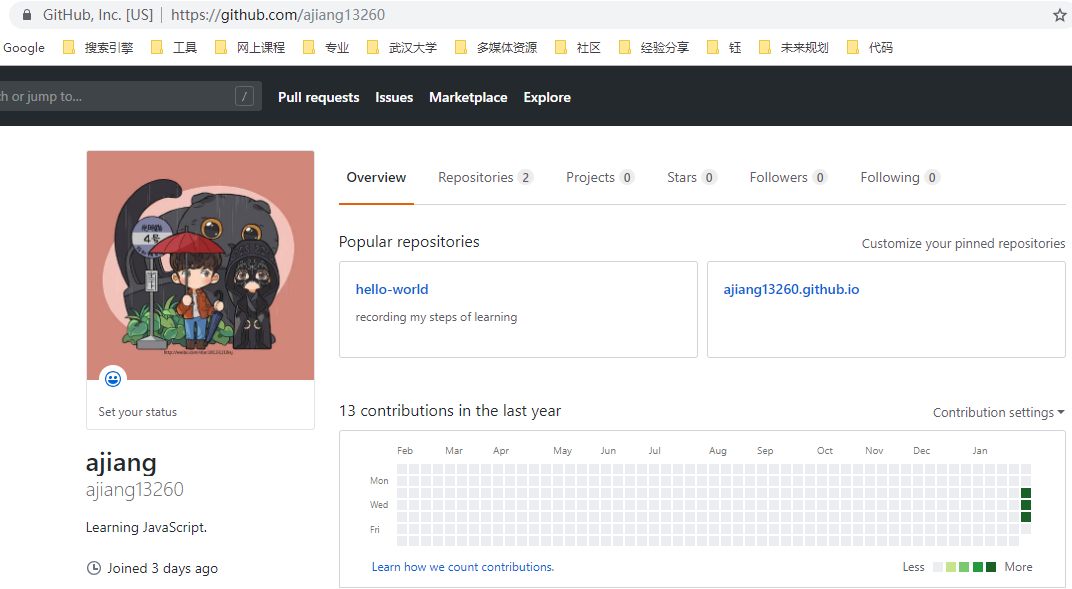 GitHub, Inc. [US] | https://github.com/ajiang13260
Google 搜索引擎 工具 网上课程 专业 武汉大学 多媒体资源 社区 经验分享 钰 未来规划 代码
h or jump to... / Pull requests Issues Marketplace Explore
Overview Repositories 2 Projects 0 Stars 0 Followers 0 Following 0
Popular repositories Customize your pinned repositories
hello-world ajiang13260.github.io
recording my steps of learning
4号
Set your status
13 contributions in the last year Contribution settings
ajiang
ajiang13260
Learning JavaScript.
Joined 3 days ago
Feb Mar Apr May Jun Jul Aug Sep Oct Nov Dec Jan
Mon
Wed
Fri
Learn how we count contributions. Less More